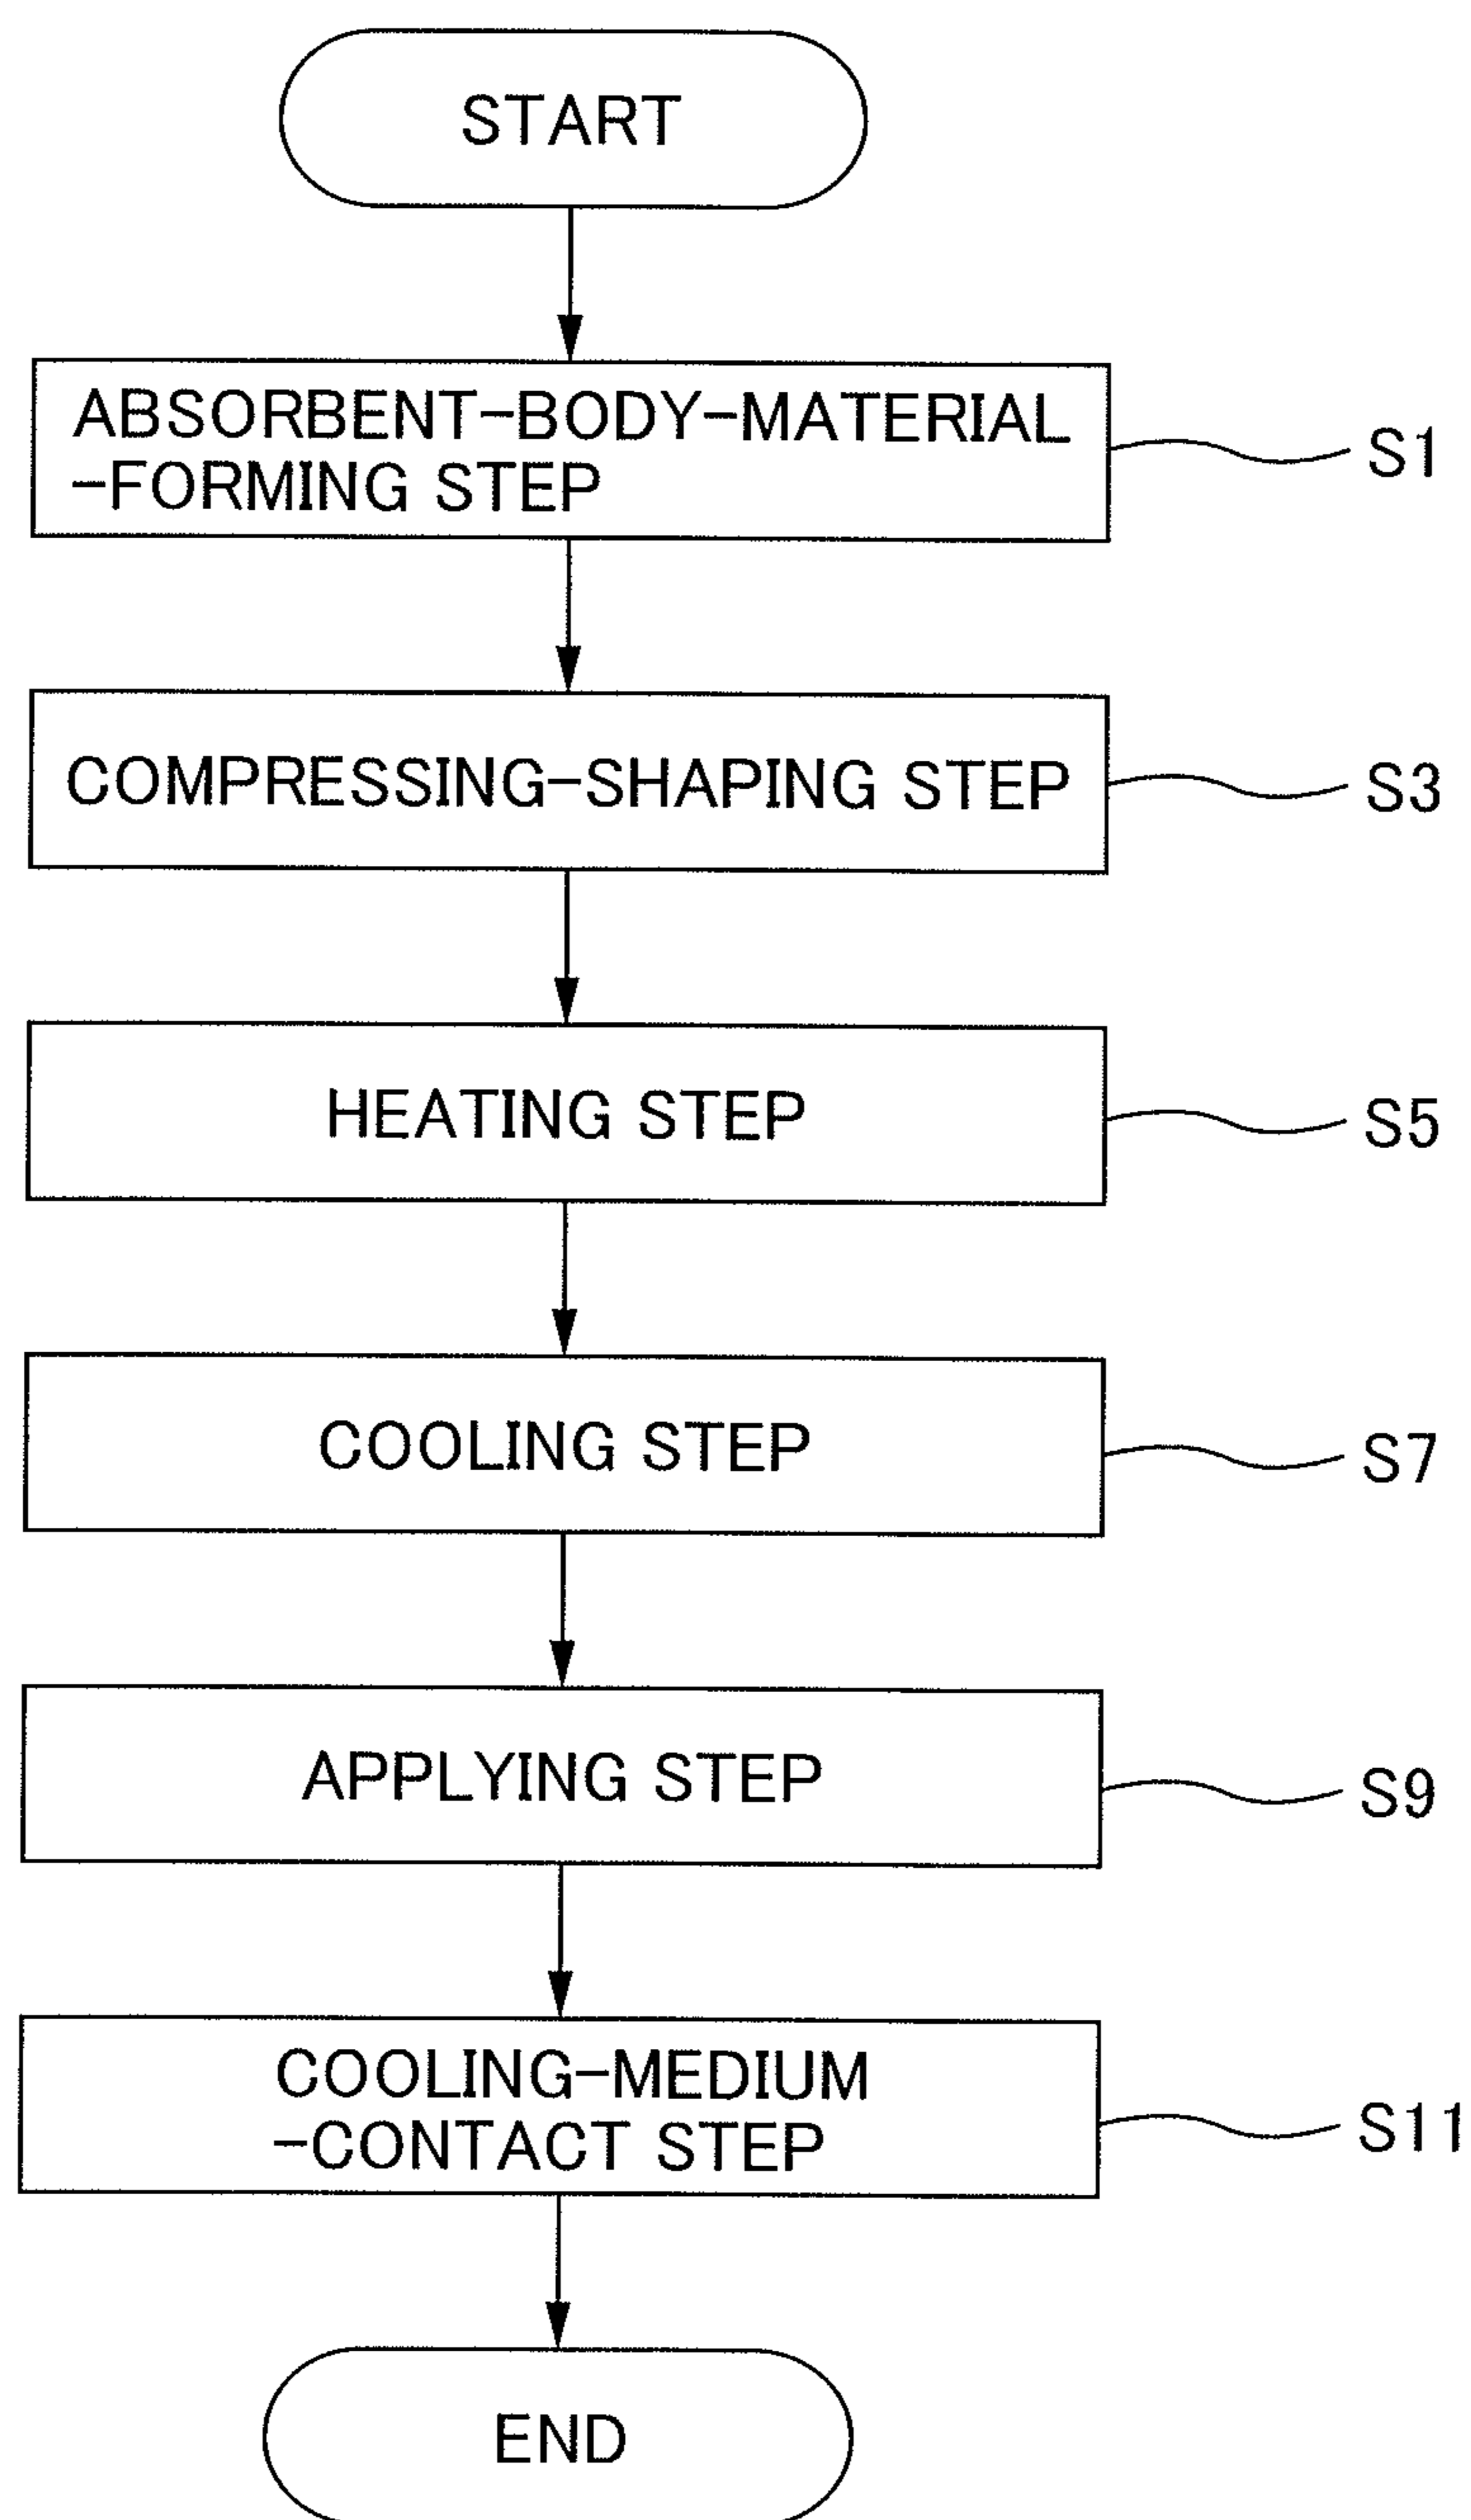 START
ABSORBENT-BODY-MATERIAL
-FORMING STEP
S1
COMPRESSING-SHAPING STEP
S3
HEATING STEP
S5
COOLING STEP
S7
APPLYING STEP
S9
COOLING-MEDIUM
-CONTACT STEP
S11
END